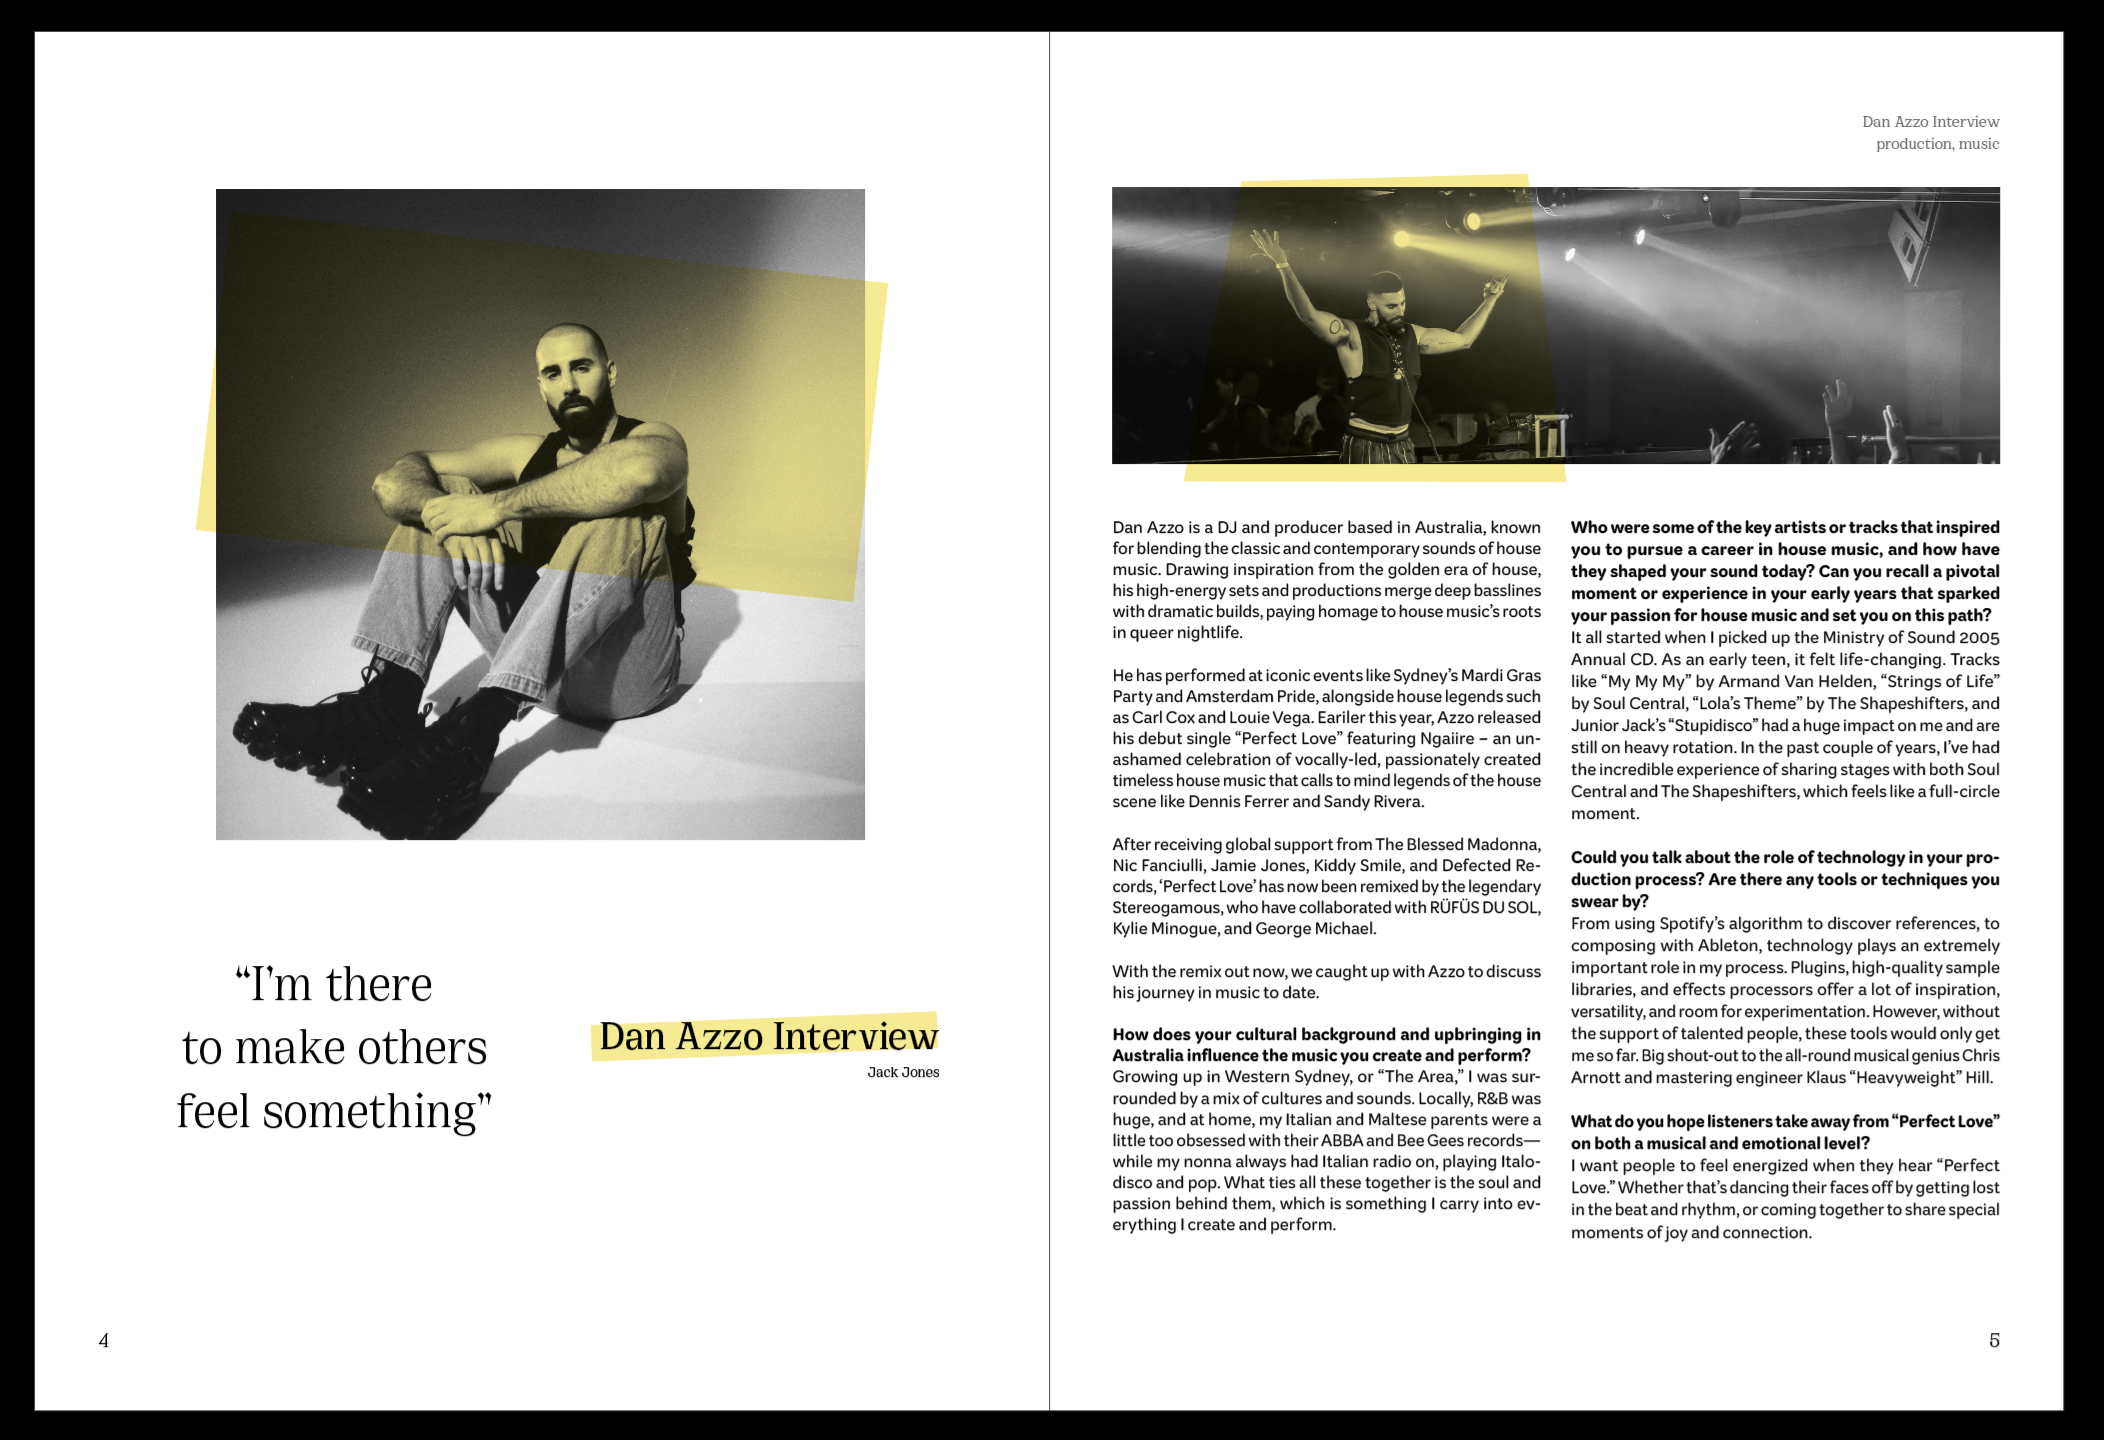 “I’m there
to make others
feel something”
Dan Azzo Interview
Jack Jones
4
Dan Azzo Interview
production, music
Dan Azzo is a DJ and producer based in Australia, known
for blending the classic and contemporary sounds of house
music. Drawing inspiration from the golden era of house,
his high-energy sets and productions merge deep basslines
with dramatic builds, paying homage to house music’s roots
in queer nightlife.
He has performed at iconic events like Sydney’s Mardi Gras
Party and Amsterdam Pride, alongside house legends such
as Carl Cox and Louie Vega. Eariler this year, Azzo released
his debut single “Perfect Love” featuring Ngaiire – an un-
ashamed celebration of vocally-led, passionately created
timeless house music that calls to mind legends of the house
scene like Dennis Ferrer and Sandy Rivera.
After receiving global support from The Blessed Madonna,
Nic Fanciulli, Jamie Jones, Kiddy Smile, and Defected Re-
cords, ‘Perfect Love’ has now been remixed by the legendary
Stereogamous, who have collaborated with RÜFÜS DU SOL,
Kylie Minogue, and George Michael.
With the remix out now, we caught up with Azzo to discuss
his journey in music to date.
How does your cultural background and upbringing in
Australia influence the music you create and perform?
Growing up in Western Sydney, or “The Area,” I was sur-
rounded by a mix of cultures and sounds. Locally, R&B was
huge, and at home, my Italian and Maltese parents were a
little too obsessed with their ABBA and Bee Gees records—
while my nonna always had Italian radio on, playing Italo-
disco and pop. What ties all these together is the soul and
passion behind them, which is something I carry into ev-
erything I create and perform.
Who were some of the key artists or tracks that inspired
you to pursue a career in house music, and how have
they shaped your sound today? Can you recall a pivotal
moment or experience in your early years that sparked
your passion for house music and set you on this path?
It all started when I picked up the Ministry of Sound 2005
Annual CD. As an early teen, it felt life-changing. Tracks
like “My My My” by Armand Van Helden, “Strings of Life”
by Soul Central, “Lola’s Theme” by The Shapeshifters, and
Junior Jack’s “Stupidisco” had a huge impact on me and are
still on heavy rotation. In the past couple of years, I’ve had
the incredible experience of sharing stages with both Soul
Central and The Shapeshifters, which feels like a full-circle
moment.
Could you talk about the role of technology in your pro-
duction process? Are there any tools or techniques you
swear by?
From using Spotify’s algorithm to discover references, to
composing with Ableton, technology plays an extremely
important role in my process. Plugins, high-quality sample
libraries, and effects processors offer a lot of inspiration,
versatility, and room for experimentation. However, without
the support of talented people, these tools would only get
me so far. Big shout-out to the all-round musical genius Chris
Arnott and mastering engineer Klaus “Heavyweight” Hill.
What do you hope listeners take away from “Perfect Love”
on both a musical and emotional level?
I want people to feel energized when they hear “Perfect
Love.” Whether that’s dancing their faces off by getting lost
in the beat and rhythm, or coming together to share special
moments of joy and connection.
5